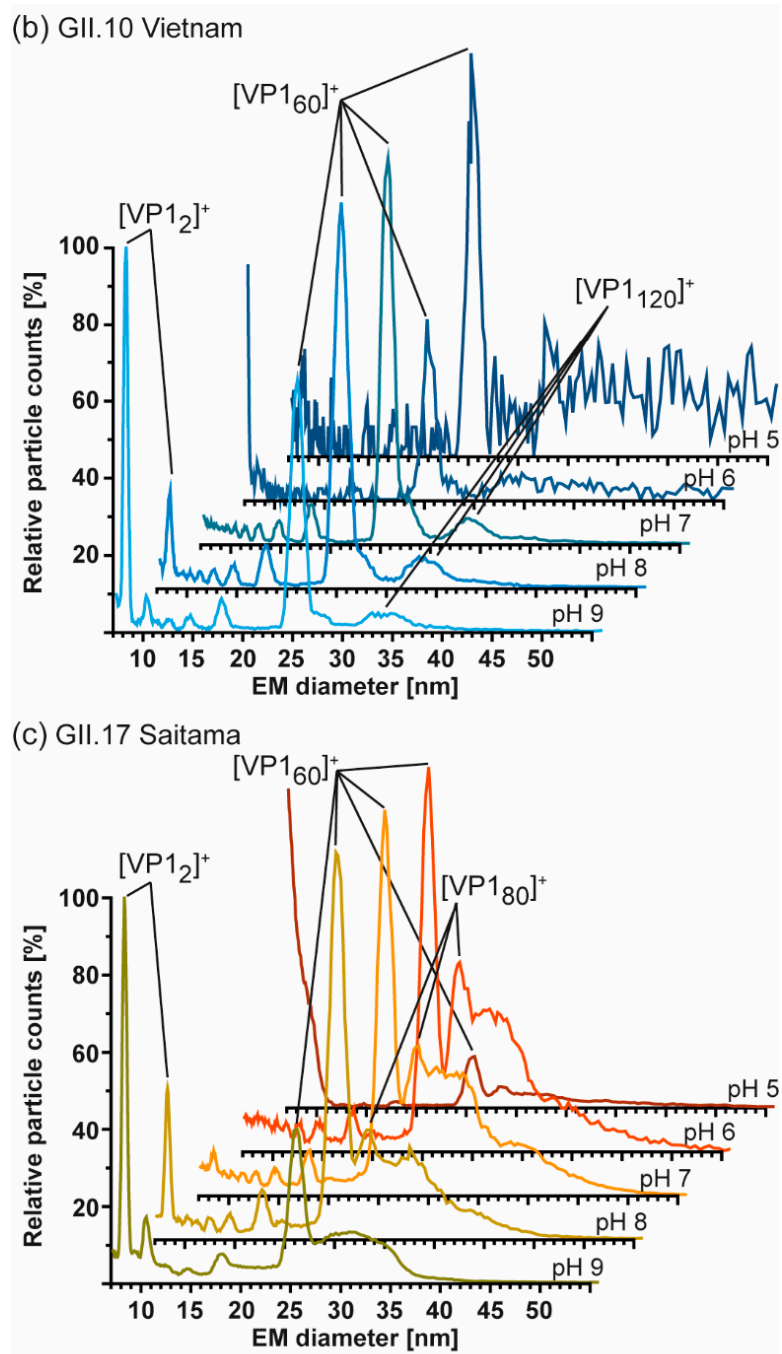 (b) GII.10 Vietnam
[VP1₆₀]⁺
[VP1₂]⁺
[VP1₁₂₀]⁺
Relative particle counts [%]
100
80
60
40
20
pH 5
pH 6
pH 7
pH 8
pH 9
10 15 20 25 30 35 40 45 50
EM diameter [nm]
(c) GII.17 Saitama
[VP1₆₀]⁺
[VP1₂]⁺
[VP1₈₀]⁺
Relative particle counts [%]
100
80
60
40
20
pH 5
pH 6
pH 7
pH 8
pH 9
10 15 20 25 30 35 40 45 50
EM diameter [nm]